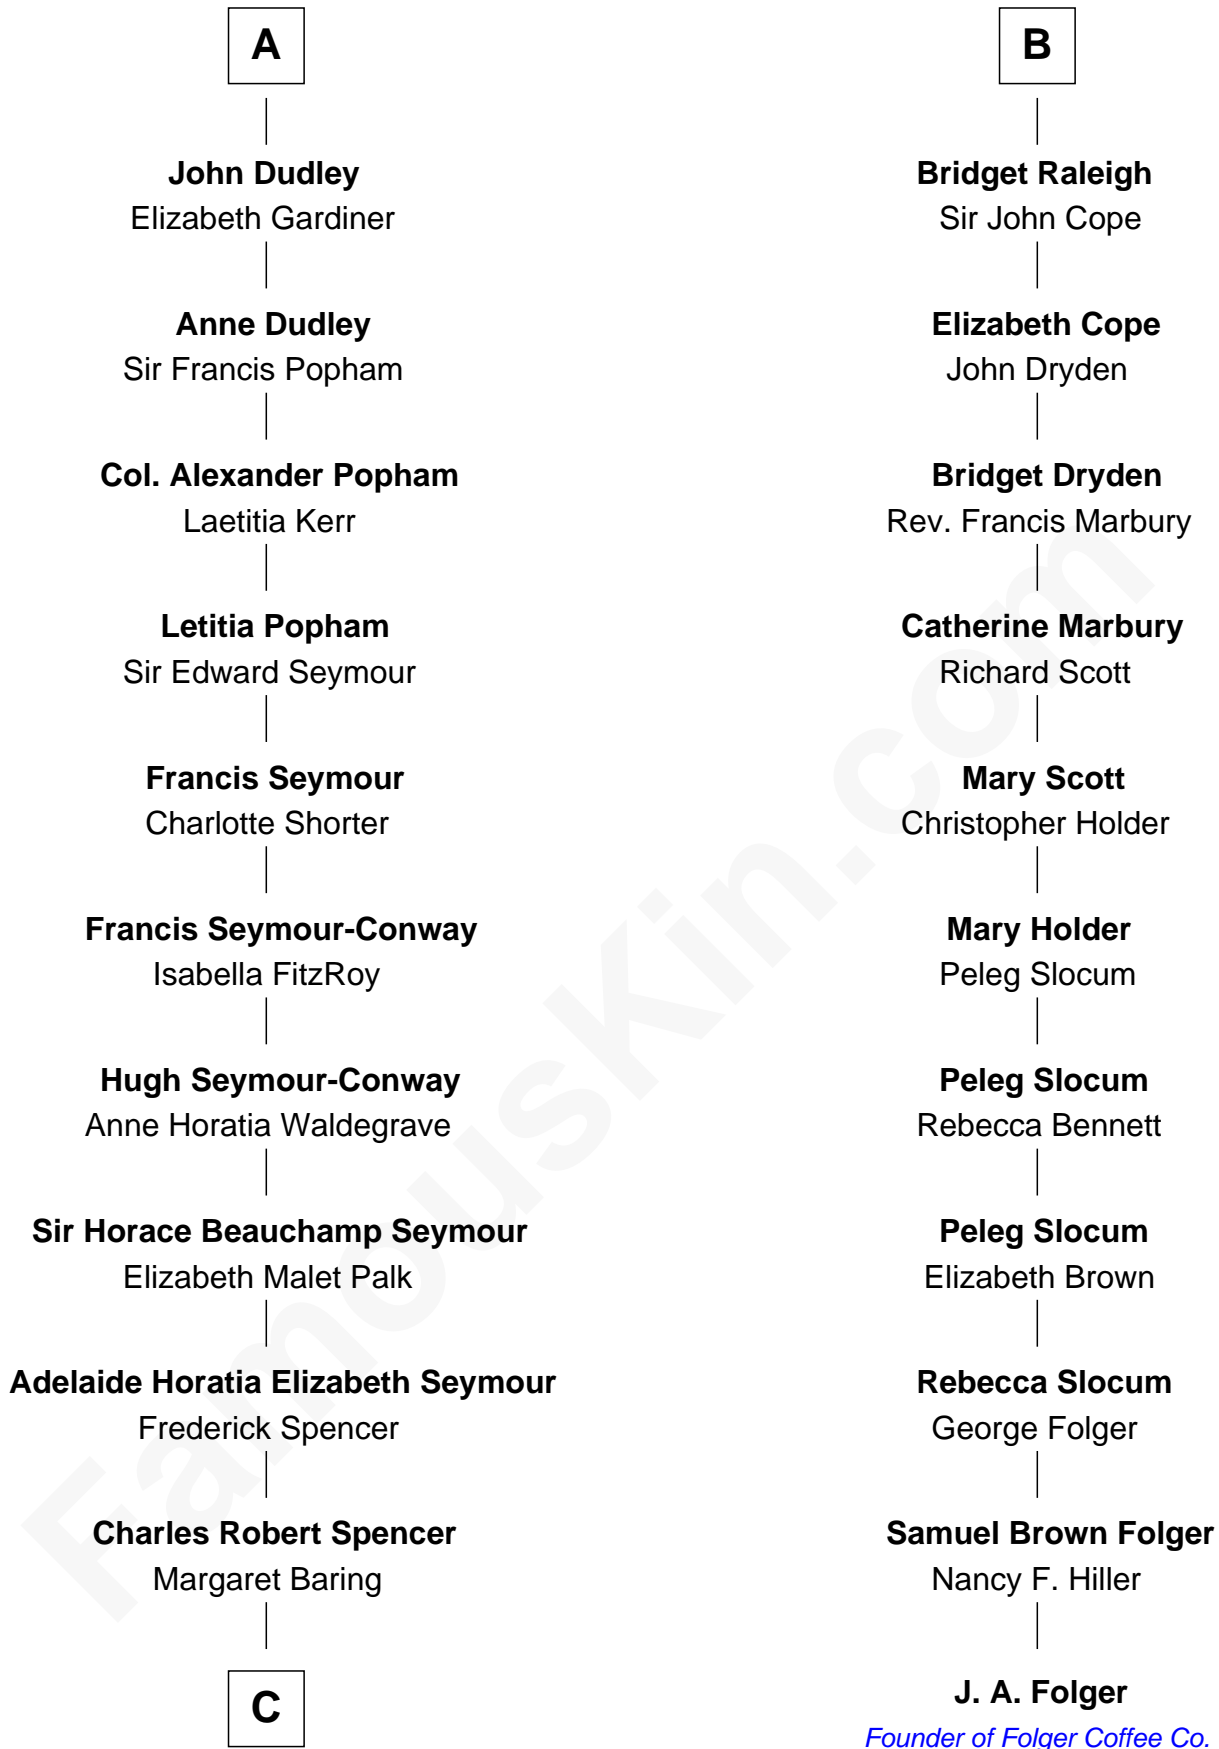 A
John Dudley
Elizabeth Gardiner
Anne Dudley
Sir Francis Popham
Col. Alexander Popham
Laetitia Kerr
Letitia Popham
Sir Edward Seymour
Francis Seymour
Charlotte Shorter
Francis Seymour-Conway
Isabella FitzRoy
Hugh Seymour-Conway
Anne Horatia Waldegrave
Sir Horace Beauchamp Seymour
Elizabeth Malet Palk
Adelaide Horatia Elizabeth Seymour
Frederick Spencer
Charles Robert Spencer
Margaret Baring
C
B
Bridget Raleigh
Sir John Cope
Elizabeth Cope
John Dryden
Bridget Dryden
Rev. Francis Marbury
Catherine Marbury
Richard Scott
Mary Scott
Christopher Holder
Mary Holder
Peleg Slocum
Peleg Slocum
Rebecca Bennett
Peleg Slocum
Elizabeth Brown
Rebecca Slocum
George Folger
Samuel Brown Folger
Nancy F. Hiller
J. A. Folger
Founder of Folger Coffee Co.
FamousKin.com